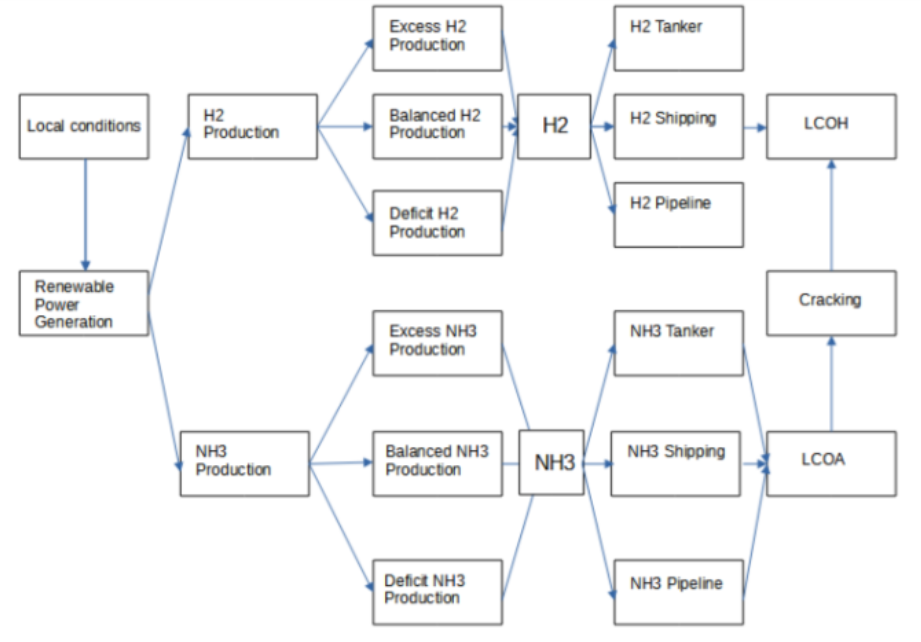 Excess H2
Production
H2 Tanker
Local conditions
H2
Production
Balanced H2
Production
H2
H2 Shipping
LCOH
Deficit H2
Production
H2 Pipeline
Renewable
Power
Generation
Cracking
Excess NH3
Production
NH3 Tanker
NH3
Production
Balanced NH3
Production
NH3
NH3 Shipping
LCOA
Deficit NH3
Production
NH3 Pipeline